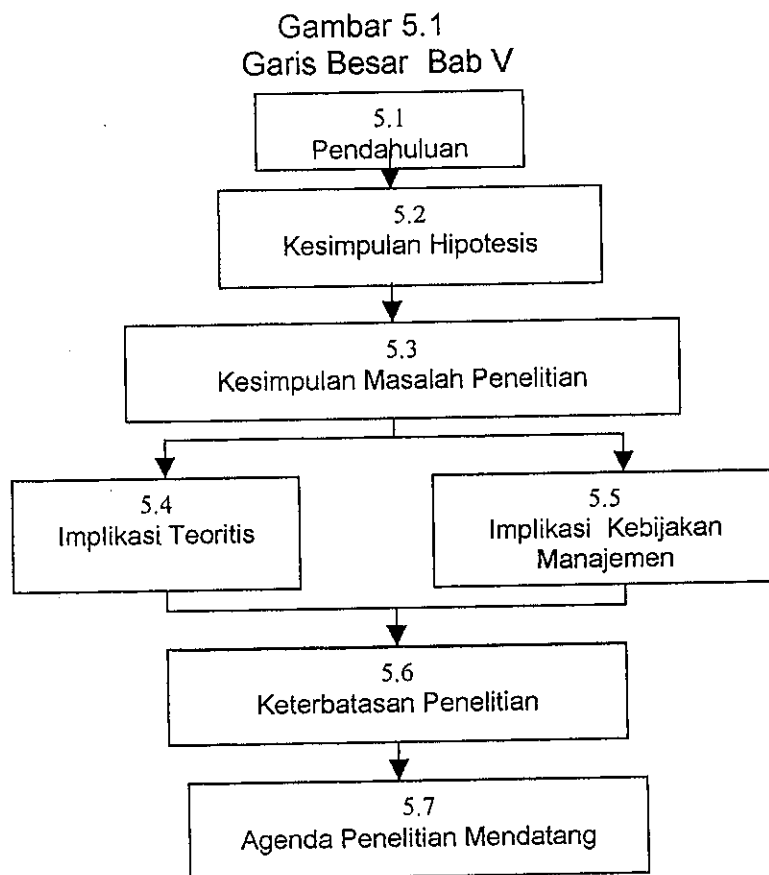 Gambar 5.1
Garis Besar Bab V
5.1
Pendahuluan
5.2
Kesimpulan Hipotesis
5.3
Kesimpulan Masalah Penelitian
5.4
Implikasi Teoritis
5.5
Implikasi Kebijakan
Manajemen
5.6
Keterbatasan Penelitian
5.7
Agenda Penelitian Mendatang